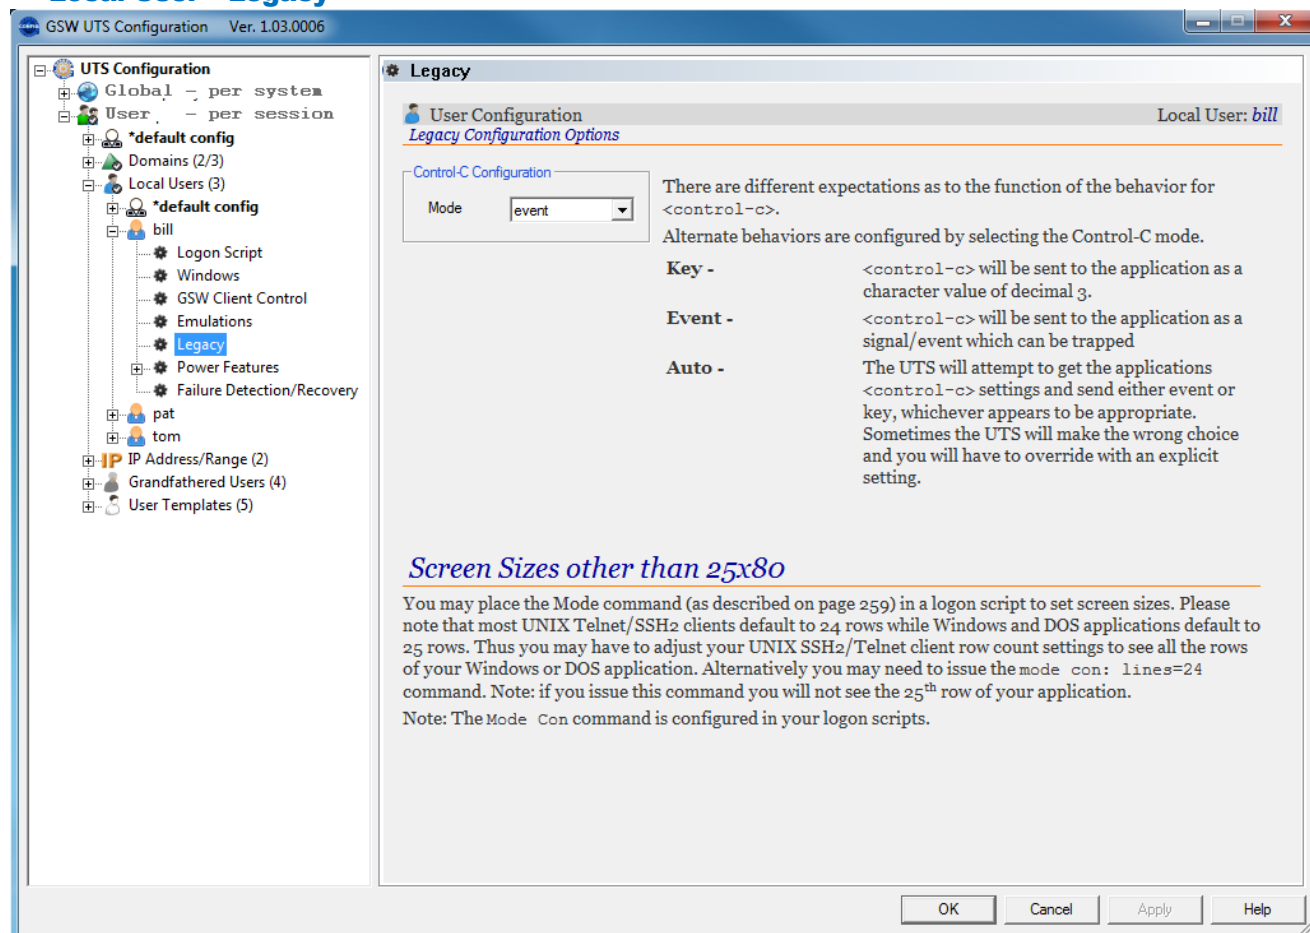 Local User - Legacy
GSW UTS Configuration Ver. 1.03.0006
UTS Configuration
Global - per system
User - per session
*default config
Domains (2/3)
Local Users (3)
*default config
bill
Logon Script
Windows
GSW Client Control
Emulations
Legacy
Power Features
Failure Detection/Recovery
pat
tom
IP Address/Range (2)
Grandfathered Users (4)
User Templates (5)
Legacy
User Configuration Local User: bill
Legacy Configuration Options
Control-C Configuration
Mode event
There are different expectations as to the function of the behavior for
<control-c>.
Alternate behaviors are configured by selecting the Control-C mode.
Key - <control-c> will be sent to the application as a
character value of decimal 3.
Event - <control-c> will be sent to the application as a
signal/event which can be trapped
Auto - The UTS will attempt to get the applications
<control-c> settings and send either event or
key, whichever appears to be appropriate.
Sometimes the UTS will make the wrong choice
and you will have to override with an explicit
setting.
Screen Sizes other than 25x80
You may place the Mode command (as described on page 259) in a logon script to set screen sizes. Please
note that most UNIX Telnet/SSH2 clients default to 24 rows while Windows and DOS applications default to
25 rows. Thus you may have to adjust your UNIX SSH2/Telnet client row count settings to see all the rows
of your Windows or DOS application. Alternatively you may need to issue the mode con: lines=24
command. Note: if you issue this command you will not see the 25th row of your application.
Note: The Mode Con command is configured in your logon scripts.
OK Cancel Apply Help